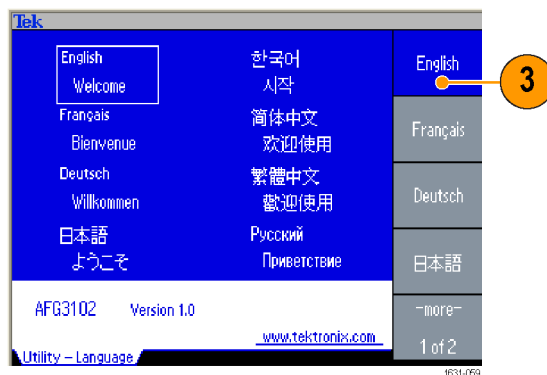 Tek
English
Welcome
Français
Bienvenue
Deutsch
Willkommen
日本語
ようこそ
한국어
시작
简体中文
欢迎使用
繁體中文
歡迎使用
Русский
Приветствие
AFG3102 Version 1.0
www.tektronix.com
Utility – Language
English
Français
Deutsch
日本語
-more-
1 of 2
3
1631-059